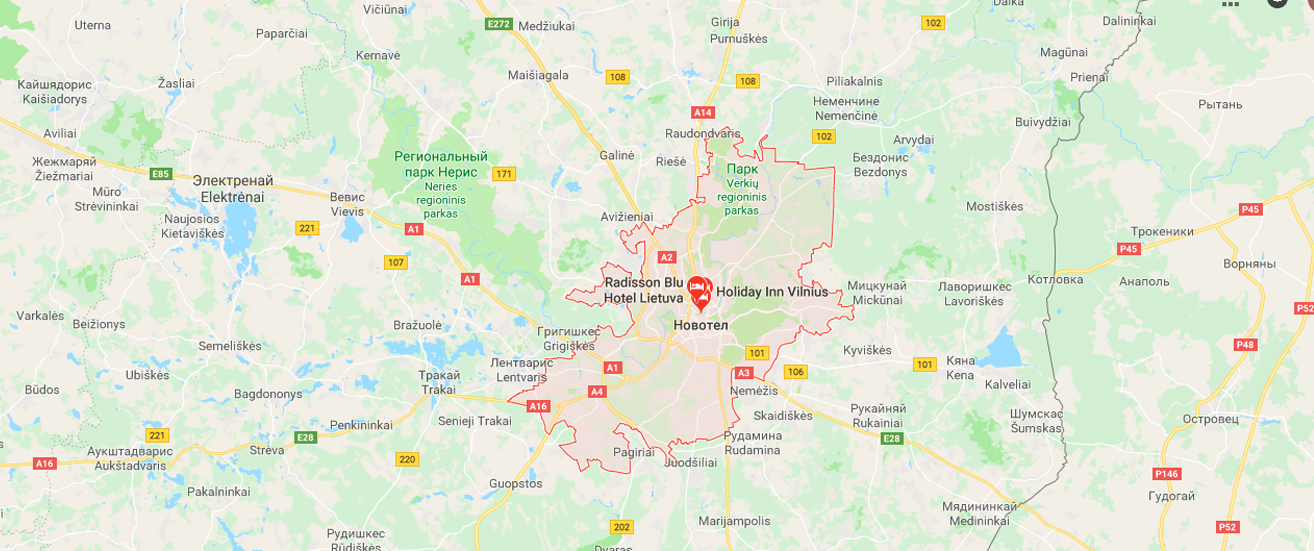 Vičiūnai
Daika
Uterna
Paparčiai
E272
Medžiukai
Girija
Purnuškės
102
Dalininkai
Kernavė
Magūnai
Кайшядорис
Kaišiadorys
Žasliai
Maišiagala
108
108
Piliakalnis
Prienai
Неменчине
Nemenčinė
Рытань
A14
Buivydžiai
Aviliai
Raudondvaris
102
Arvydai
Жежмаряй
Žiežmariai
E85
Региональный
парк Нерис
Neries
regioninis
parkas
171
Galinė
Riešė
Парк
Verkių
regioninis
parkas
Бездонис
Bezdonys
Электренай
Elektrėnai
Mūro
Strėvininkai
Вевис
Vievis
Mostiškės
P45
Naujosios
Kietaviškės
221
A1
Avižieniai
Трокеники
P45
107
A2
Ворняны
A1
Radisson Blu
Hotel Lietuva
Holiday Inn Vilnius
Мицкунай
Mickūnai
Лаворишкес
Lavoriškės
Котловка
Анаполь
P52
Varkalės
Beižionys
Bražuolė
Новотел
Григишкес
Grigiškės
Semeliškės
P48
101
Kyviškės
Кяна
Kena
101
Лентварис
Lentvaris
A1
A3
106
Ubiškės
Тракай
Trakai
Kalveliai
Būdos
Bagdononys
A4
Nemėžis
A16
Рукайняй
Rukainiai
Шумскас
Šumskas
Островец
Senieji Trakai
Skaidiškės
Penkininkai
221
E28
E28
Рудамина
Rudamina
Аукштадварис
Aukštadvaris
Strėva
Pagiriai
Juodšiliai
220
A16
P146
Guopstos
Pakalniškiai
Гудогай
Мядининкай
Medininkai
202
Marijampolis
P52
Рудишкес
Rūdiškės
Dvaras